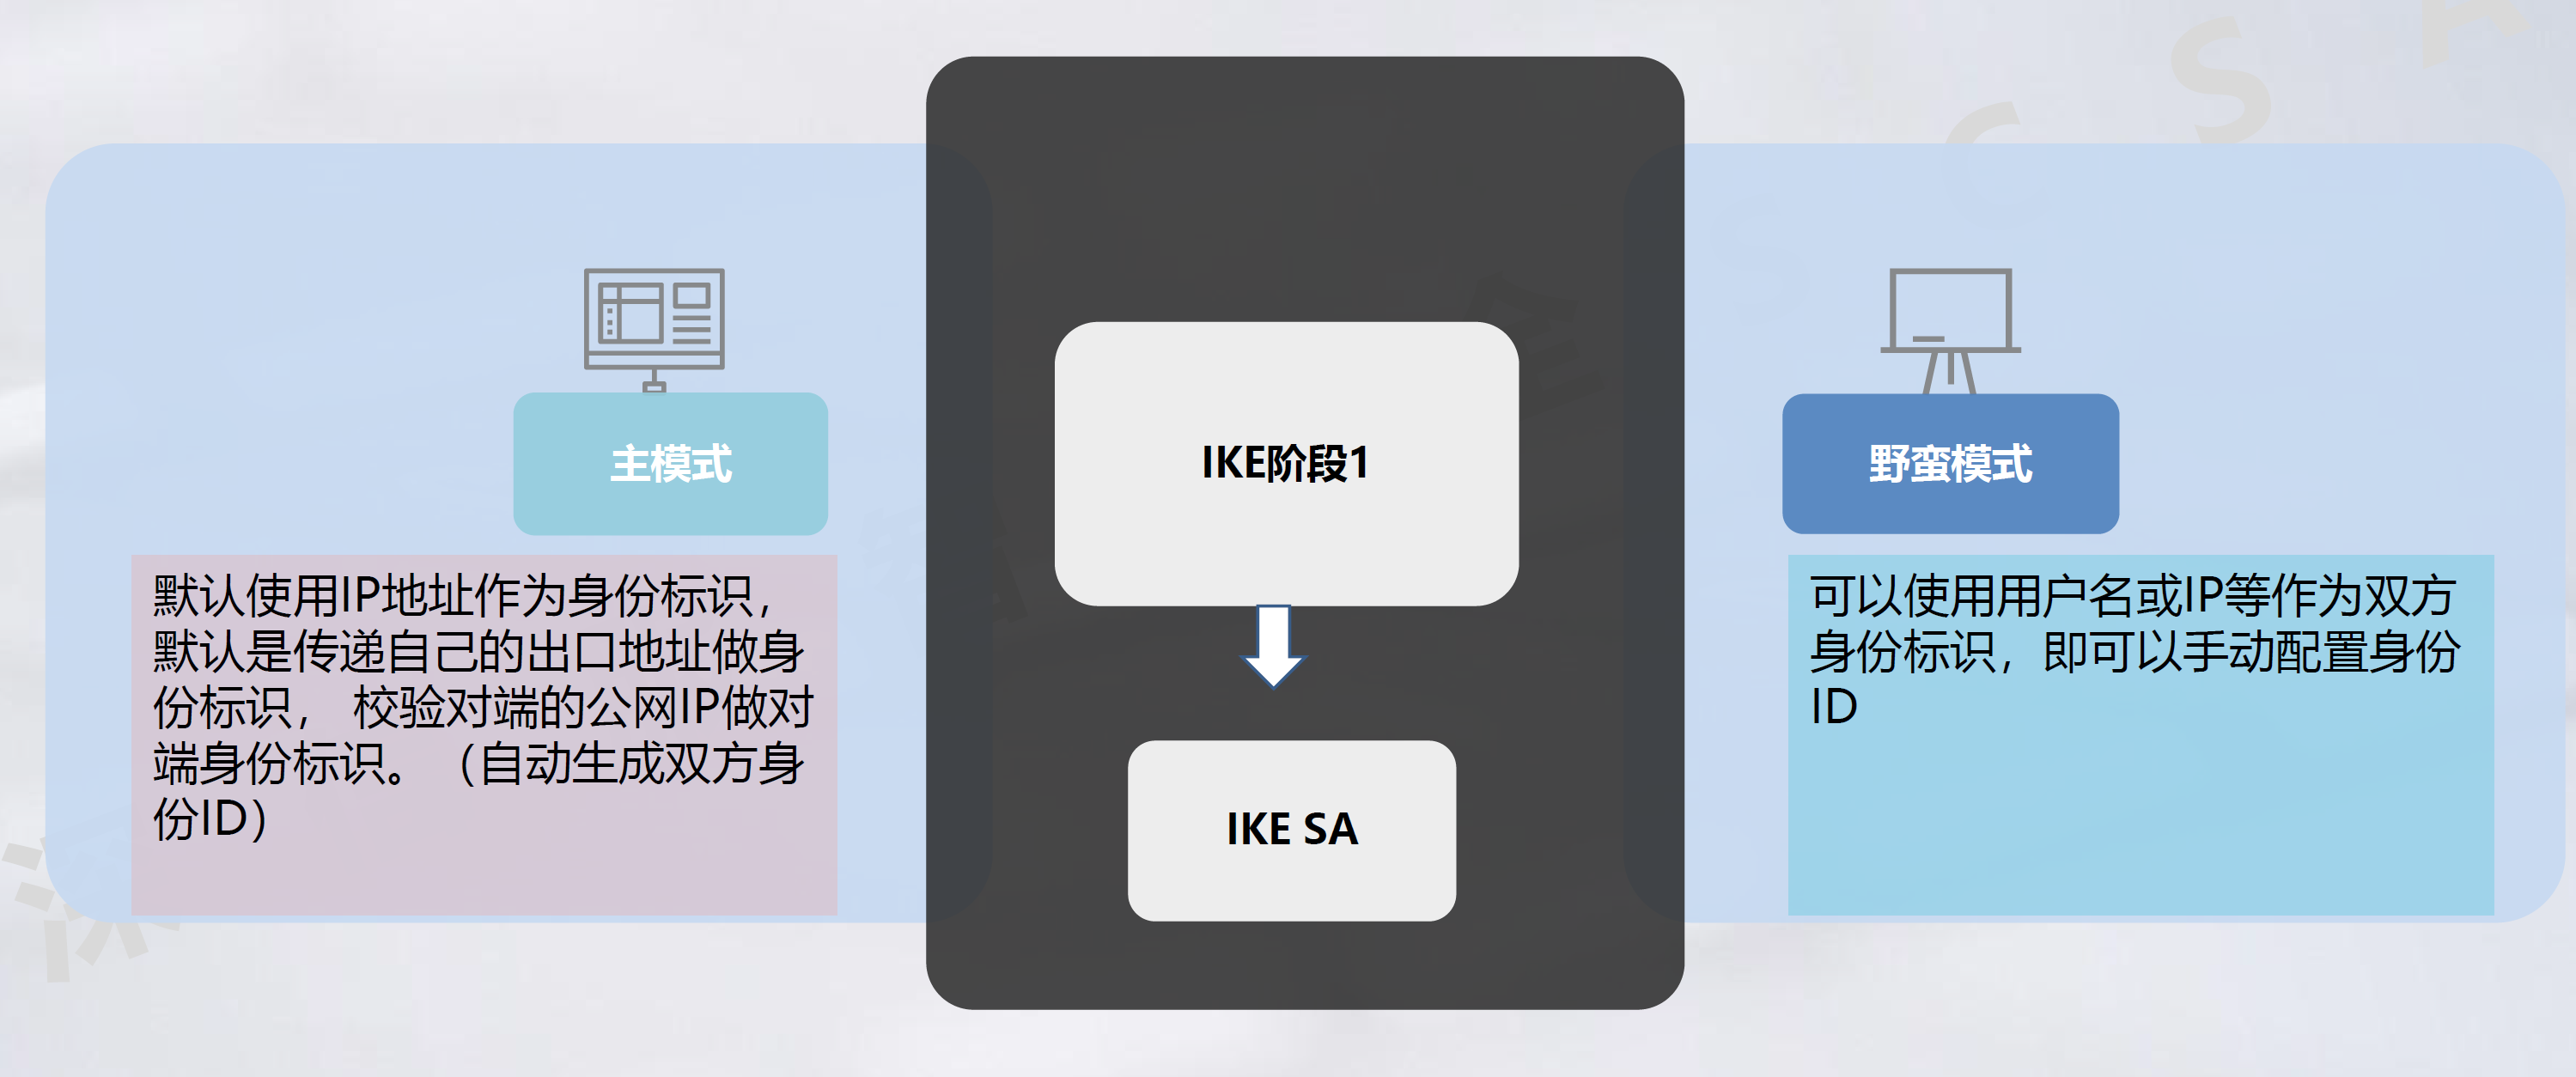 主模式
默认使用IP地址作为身份标识，
默认是传递自己的出口地址做身
份标识， 校验对端的公网IP做对
端身份标识。（自动生成双方身
份ID）
IKE阶段1
IKE SA
野蛮模式
可以使用用户名或IP等作为双方
身份标识，即可以手动配置身份
ID